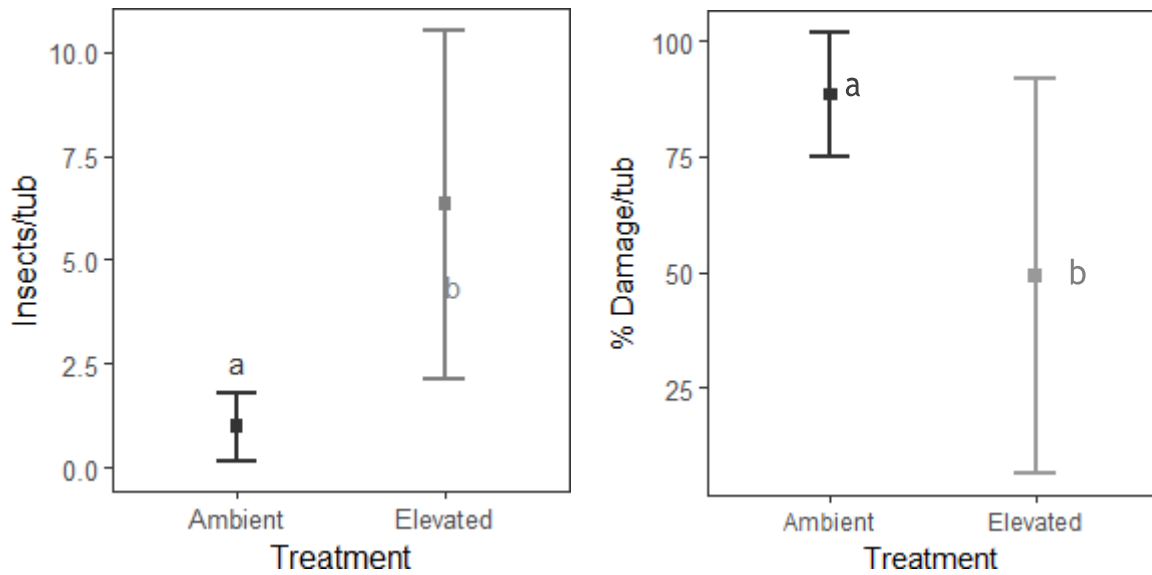 10.0
7.5
5.0
2.5
0.0
Insects/tub
a
b
Ambient Elevated
Treatment
100
75
50
25
% Damage/tub
a
b
Ambient Elevated
Treatment